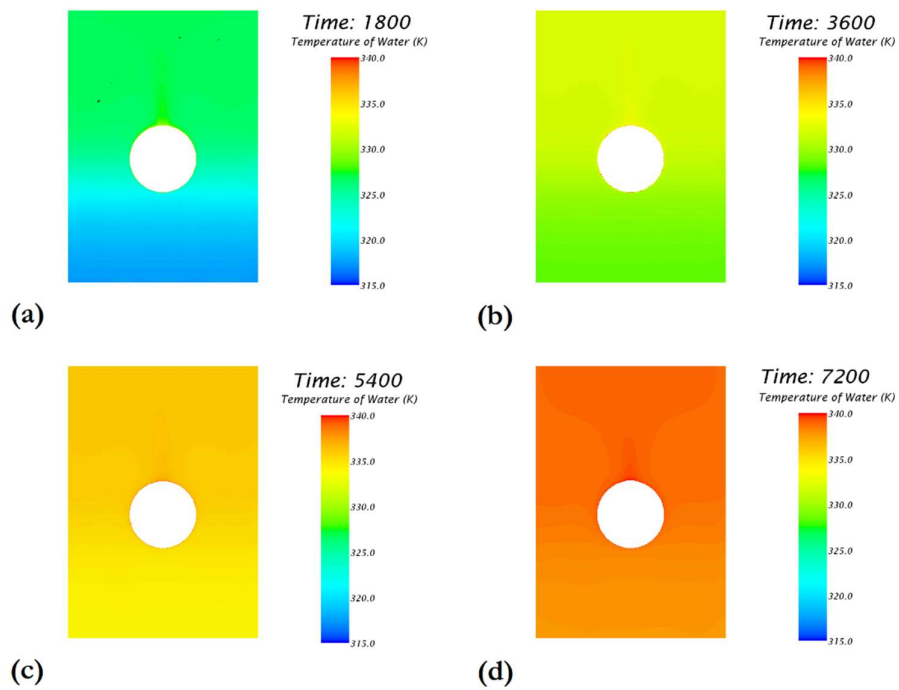 Time: 1800
Temperature of Water (K)
340.0
335.0
330.0
325.0
320.0
315.0
(a)
Time: 3600
Temperature of Water (K)
340.0
335.0
330.0
325.0
320.0
315.0
(b)
Time: 5400
Temperature of Water (K)
340.0
335.0
330.0
325.0
320.0
315.0
(c)
Time: 7200
Temperature of Water (K)
340.0
335.0
330.0
325.0
320.0
315.0
(d)